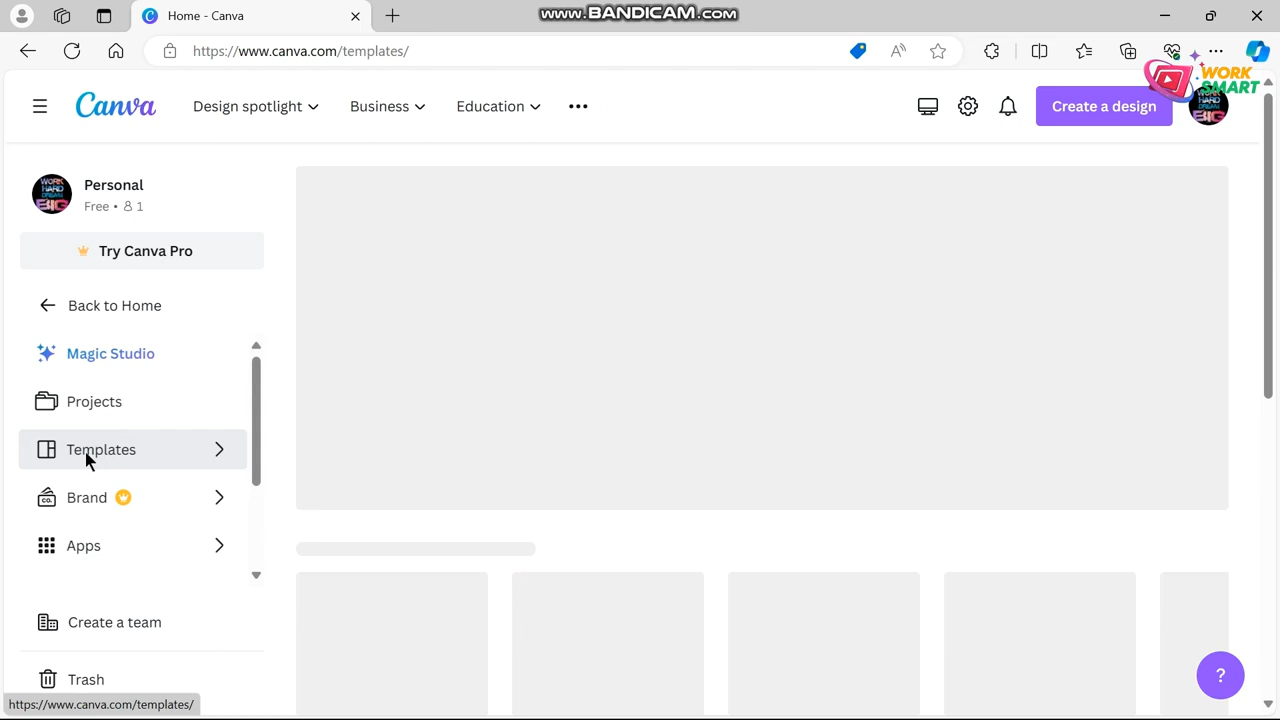 Home - Canva
www.BANDICAM.com
https://www.canva.com/templates/
WORK SMART
Canva
Design spotlight
Business
Education
Create a design
Personal
Free • 1
Try Canva Pro
Back to Home
Magic Studio
Projects
Templates
Brand
Apps
Create a team
Trash
?
https://www.canva.com/templates/